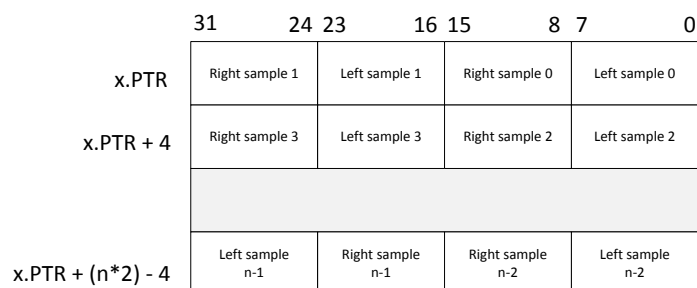 31 24 23 16 15 8 7 0
x.PTR Right sample 1 Left sample 1 Right sample 0 Left sample 0
x.PTR + 4 Right sample 3 Left sample 3 Right sample 2 Left sample 2
x.PTR + (n*2) - 4 Left sample n-1 Right sample n-1 Right sample n-2 Left sample n-2